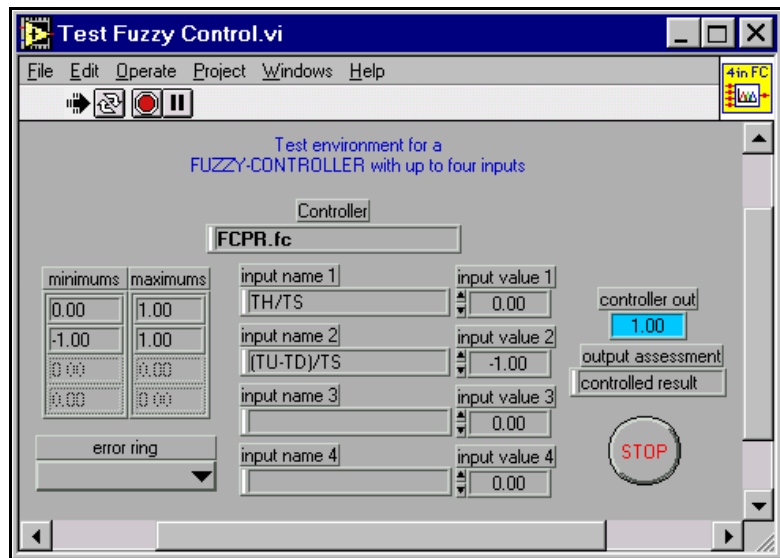 Test Fuzzy Control.vi
File Edit Operate Project Windows Help
4 in FC
Test environment for a
FUZZY-CONTROLLER with up to four inputs
Controller
FCPR.fc
minimums maximums
0.00 1.00
-1.00 1.00
0.00 0.00
0.00 0.00
error ring
input name 1 input value 1
TH/TS 0.00
input name 2 input value 2
(TU-TD)/TS -1.00
input name 3 input value 3
0.00
input name 4 input value 4
0.00
controller out
1.00
output assessment
controlled result
STOP